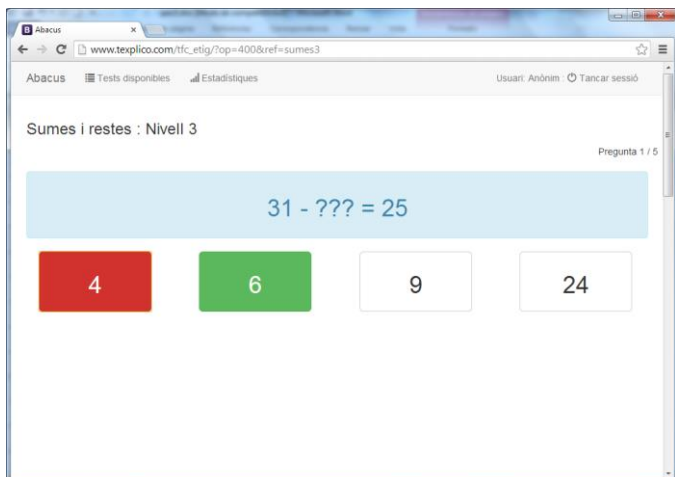 Abacus
www.texplico.com/tfc_etig/?op=400&ref=sumes3
Abacus Tests disponibles Estadístiques Usuari: Anònim : Tancar sessió
Sumes i restes : Nivell 3
Pregunta 1 / 5
31 - ??? = 25
4 6 9 24